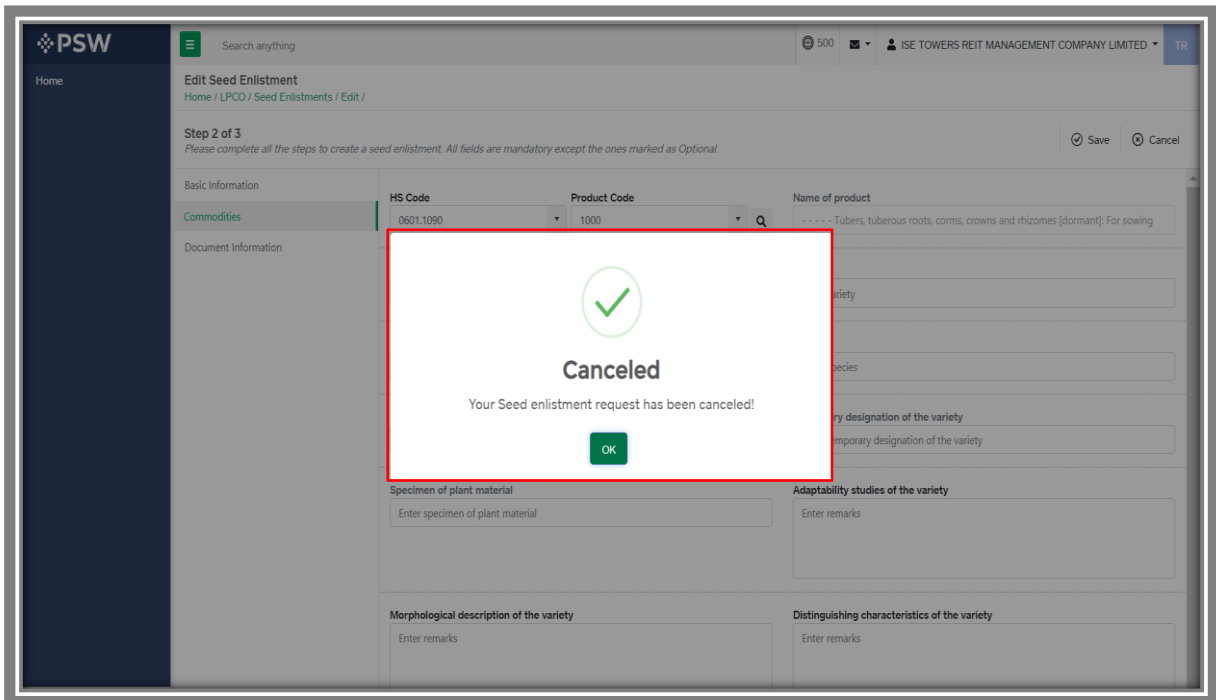 PSW
Search anything
500
ISE TOWERS REIT MANAGEMENT COMPANY LIMITED
TR
Home
Edit Seed Enlistment
Home / LPCO / Seed Enlistments / Edit /
Step 2 of 3
Please complete all the steps to create a seed enlistment. All fields are mandatory except the ones marked as Optional.
Save
Cancel
Basic Information
Commodities
Document Information
HS Code
Product Code
Name of product
0601.1090
1000
- - - - - Tubers, tuberous roots, corms, crowns and rhizomes [dormant]: For sowing
Canceled
Your Seed enlistment request has been canceled!
OK
designation of the variety
designation of the variety
Specimen of plant material
Adaptability studies of the variety
Enter specimen of plant material
Enter remarks
Morphological description of the variety
Distinguishing characteristics of the variety
Enter remarks
Enter remarks